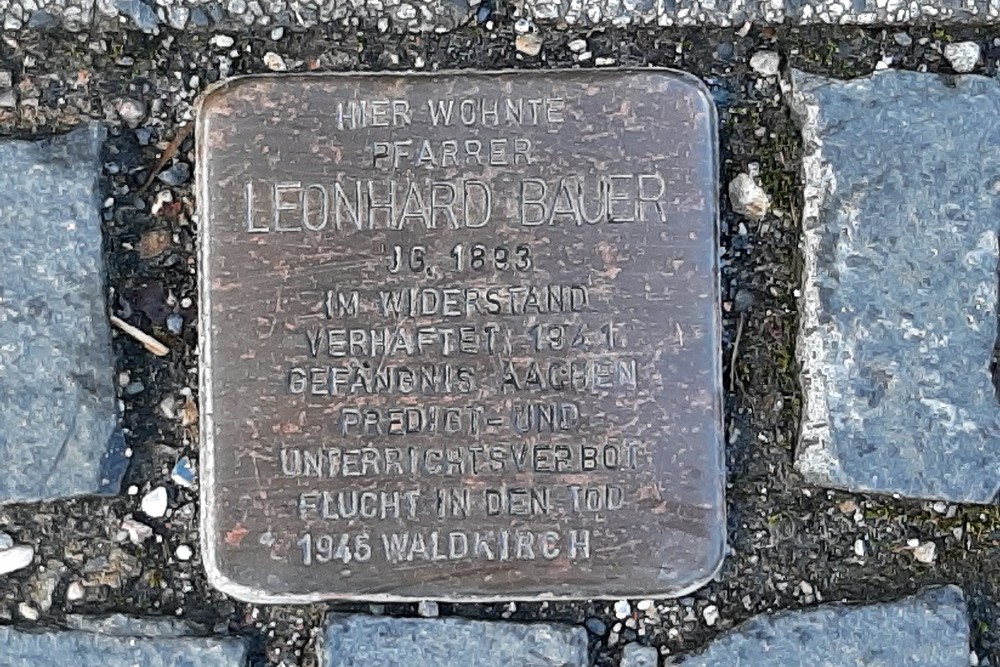 HIER WOHNTE
PFARRER
LEONHARD BAUER
JG. 1893
IM WIDERSTAND
VERHAFTET 1941
GEFÄNGNIS AACHEN
PREDIGT- UND
UNTERRICHTSVERBOT
FLUCHT IN DEN TOD
1945 WALDKIRCH